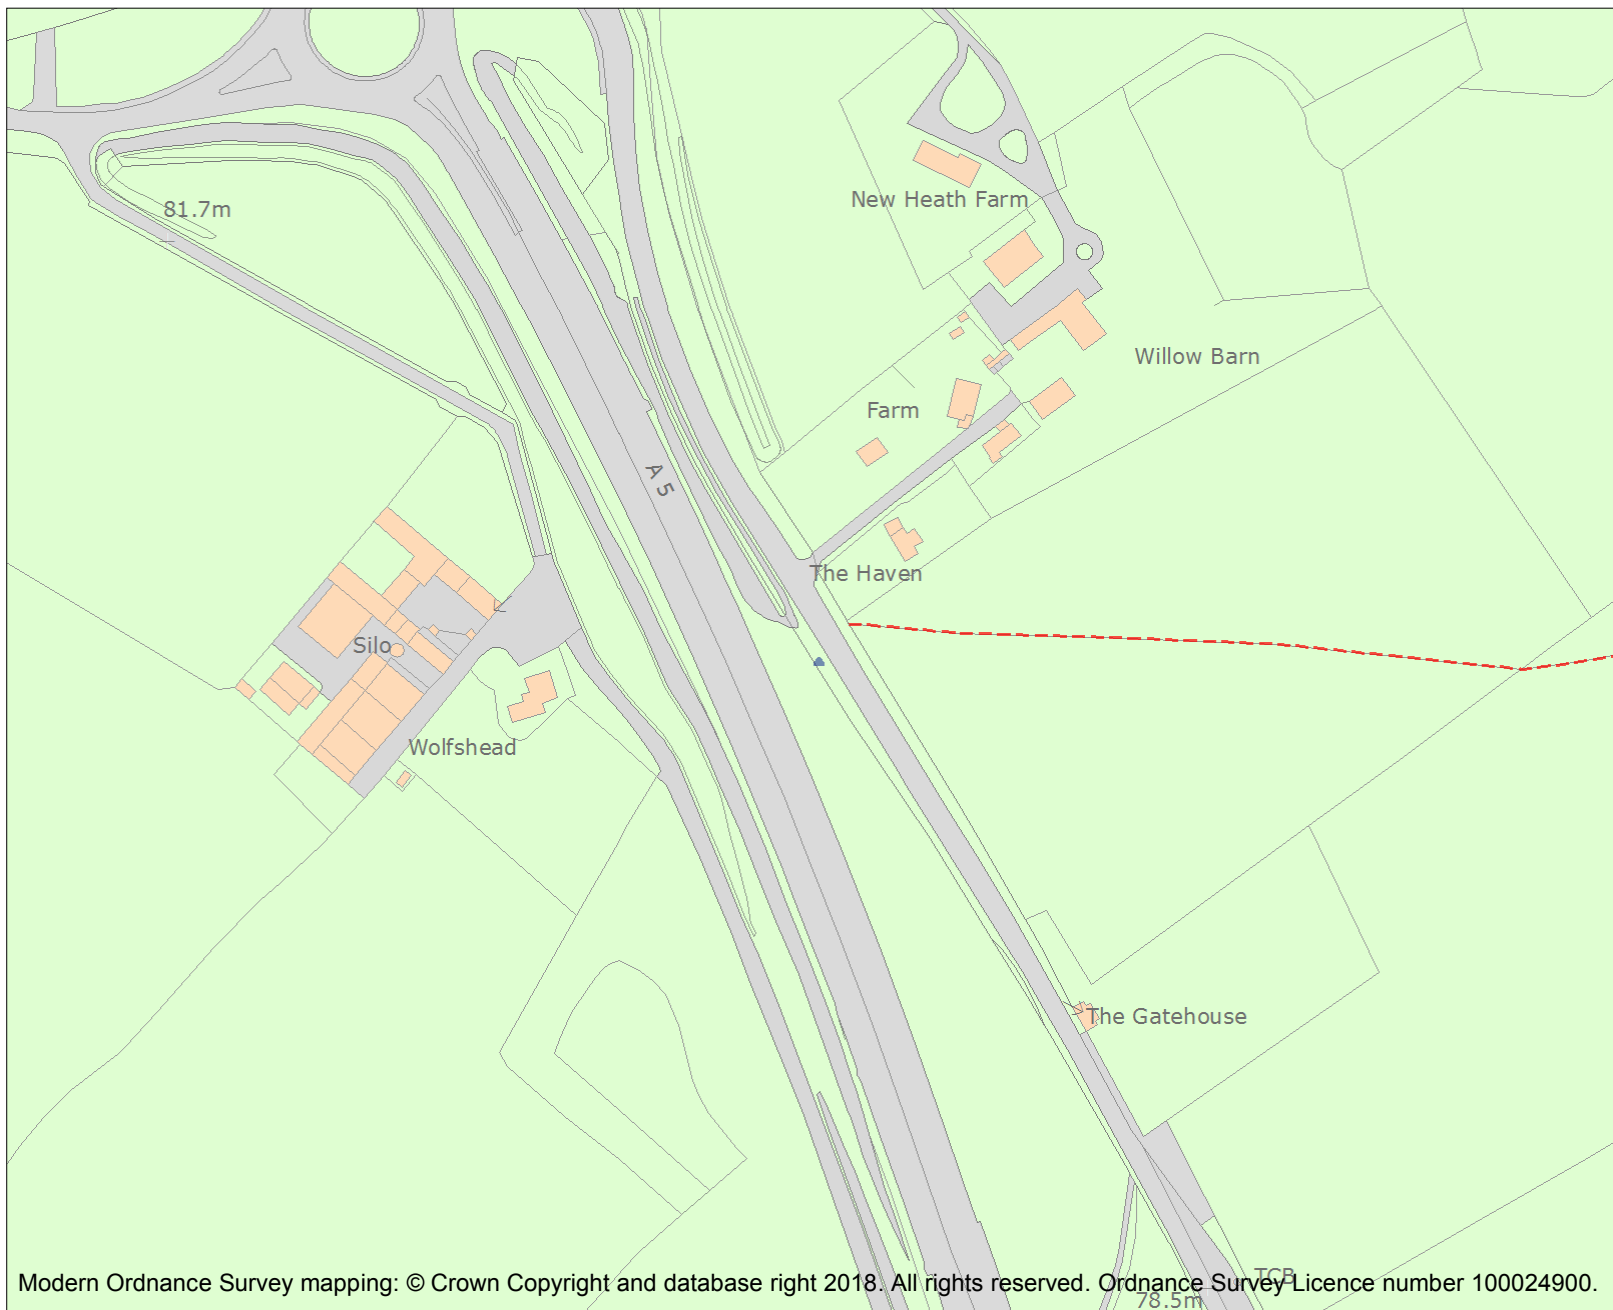 81.7m
New Heath Farm
Willow Barn
Farm
A 5
The Haven
Silo
Wolfshead
The Gatehouse
TCB
Modern Ordnance Survey mapping: © Crown Copyright and database right 2018. All rights reserved. Ordnance Survey Licence number 100024900.
78.5m